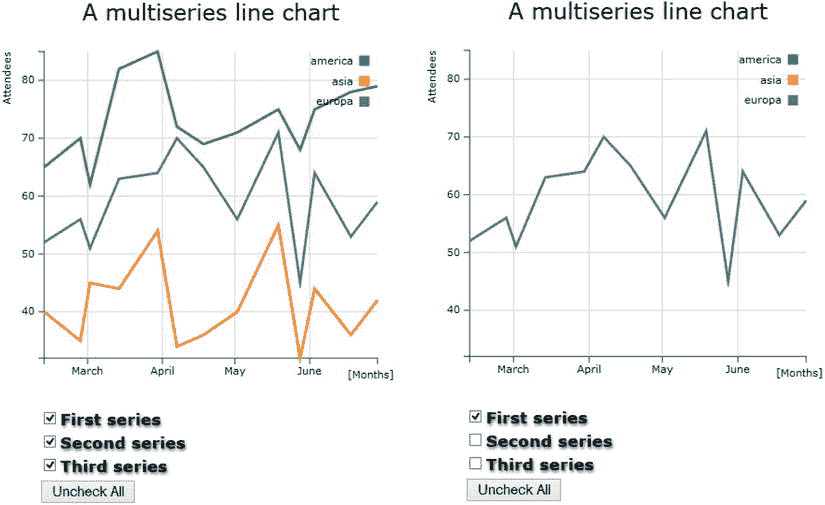 A multiseries line chart
Attendees
america
asia
europa
80
70
60
50
40
March April May June
[Months]
First series
Second series
Third series
Uncheck All
A multiseries line chart
Attendees
america
asia
europa
80
70
60
50
40
March April May June
[Months]
First series
Second series
Third series
Uncheck All